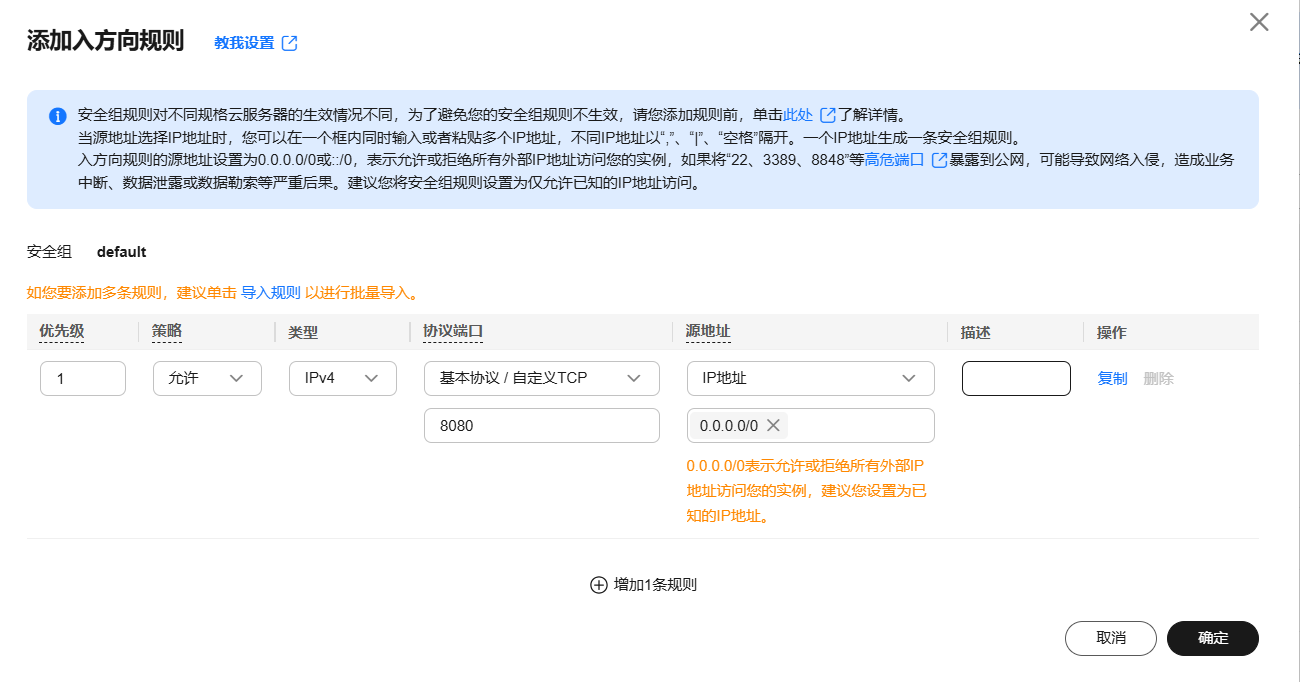 添加入方向规则 教我设置
安全组规则对不同规格云服务器的生效情况不同，为了避免您的安全组规则不生效，请您添加规则前，单击此处了解详情。
当源地址选择IP地址时，您可以在一个框内同时输入或者粘贴多个IP地址，不同IP地址以“,”、“|”、“空格”隔开。一个IP地址生成一条安全组规则。
入方向规则的源地址设置为0.0.0.0/0或::/0，表示允许或拒绝所有外部IP地址访问您的实例，如果将“22、3389、8848”等高危端口暴露到公网，可能导致网络入侵，造成业务
中断、数据泄露或数据勒索等严重后果。建议您将安全组规则设置为仅允许已知的IP地址访问。
安全组 default
如您要添加多条规则，建议单击 导入规则 以进行批量导入。
优先级 策略 类型 协议端口 源地址 描述 操作
1 允许 IPv4 基本协议 / 自定义TCP IP地址 复制 删除
8080 0.0.0.0/0
0.0.0.0/0表示允许或拒绝所有外部IP
地址访问您的实例，建议您设置为已
知的IP地址。
增加1条规则
取消 确定